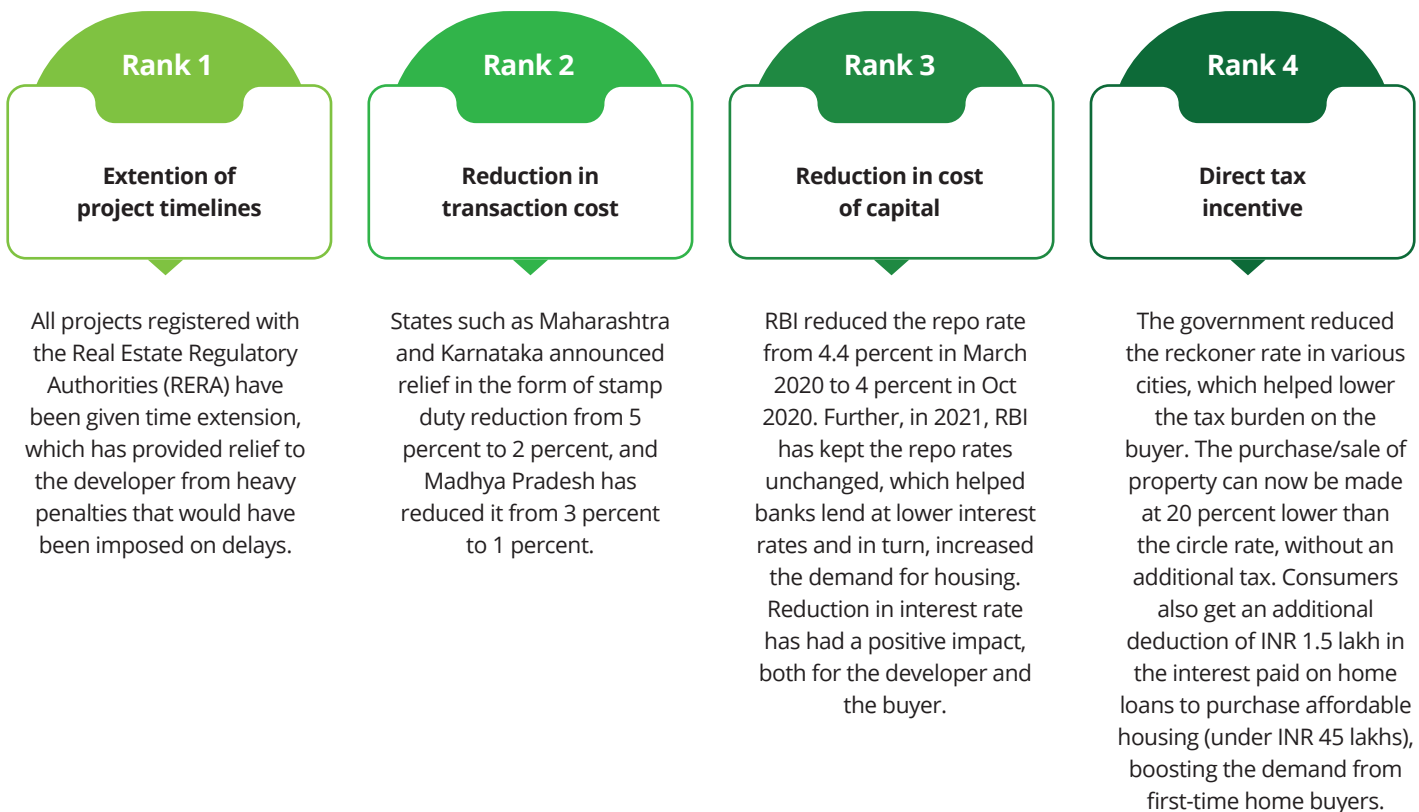 Rank 1
Extention of
project timelines
All projects registered with
the Real Estate Regulatory
Authorities (RERA) have
been given time extension,
which has provided relief to
the developer from heavy
penalties that would have
been imposed on delays.
Rank 2
Reduction in
transaction cost
States such as Maharashtra
and Karnataka announced
relief in the form of stamp
duty reduction from 5
percent to 2 percent, and
Madhya Pradesh has
reduced it from 3 percent
to 1 percent.
Rank 3
Reduction in cost
of capital
RBI reduced the repo rate
from 4.4 percent in March
2020 to 4 percent in Oct
2020. Further, in 2021, RBI
has kept the repo rates
unchanged, which helped
banks lend at lower interest
rates and in turn, increased
the demand for housing.
Reduction in interest rate
has had a positive impact,
both for the developer and
the buyer.
Rank 4
Direct tax
incentive
The government reduced
the reckoner rate in various
cities, which helped lower
the tax burden on the
buyer. The purchase/sale of
property can now be made
at 20 percent lower than
the circle rate, without an
additional tax. Consumers
also get an additional
deduction of INR 1.5 lakh in
the interest paid on home
loans to purchase affordable
housing (under INR 45 lakhs),
boosting the demand from
first-time home buyers.